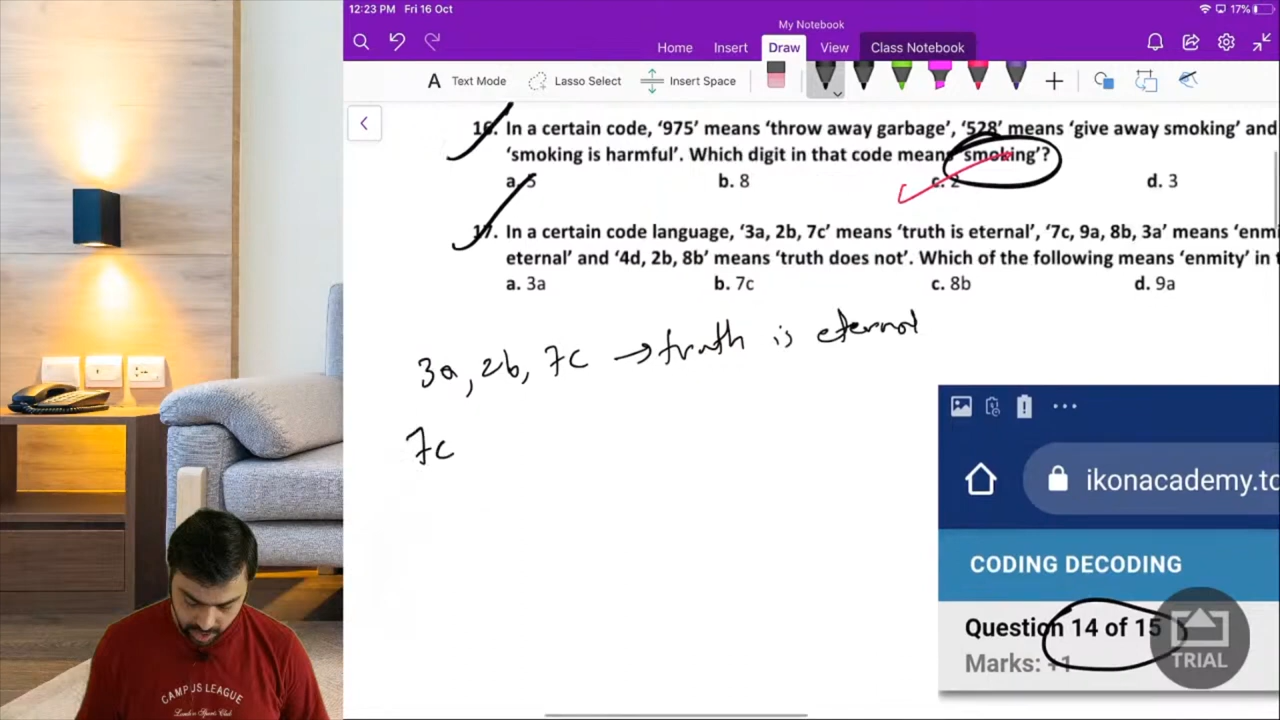 12:23 PM Fri 16 Oct
17%
My Notebook
Home Insert Draw View Class Notebook
A Text Mode Lasso Select Insert Space
16. In a certain code, ‘975’ means ‘throw away garbage’, ‘528’ means ‘give away smoking’ and
‘smoking is harmful’. Which digit in that code means ‘smoking’?
a. 5 b. 8 c. 2 d. 3
17. In a certain code language, ‘3a, 2b, 7c’ means ‘truth is eternal’, ‘7c, 9a, 8b, 3a’ means ‘enmi
eternal’ and ‘4d, 2b, 8b’ means ‘truth does not’. Which of the following means ‘enmity’ in t
a. 3a b. 7c c. 8b d. 9a
3a, 2b, 7c → truth is eternal
7c
ikonacademy.tc
CODING DECODING
Question 14 of 15
Marks: +1
TRIAL
CAMPUS LEAGUE
London Sports Club